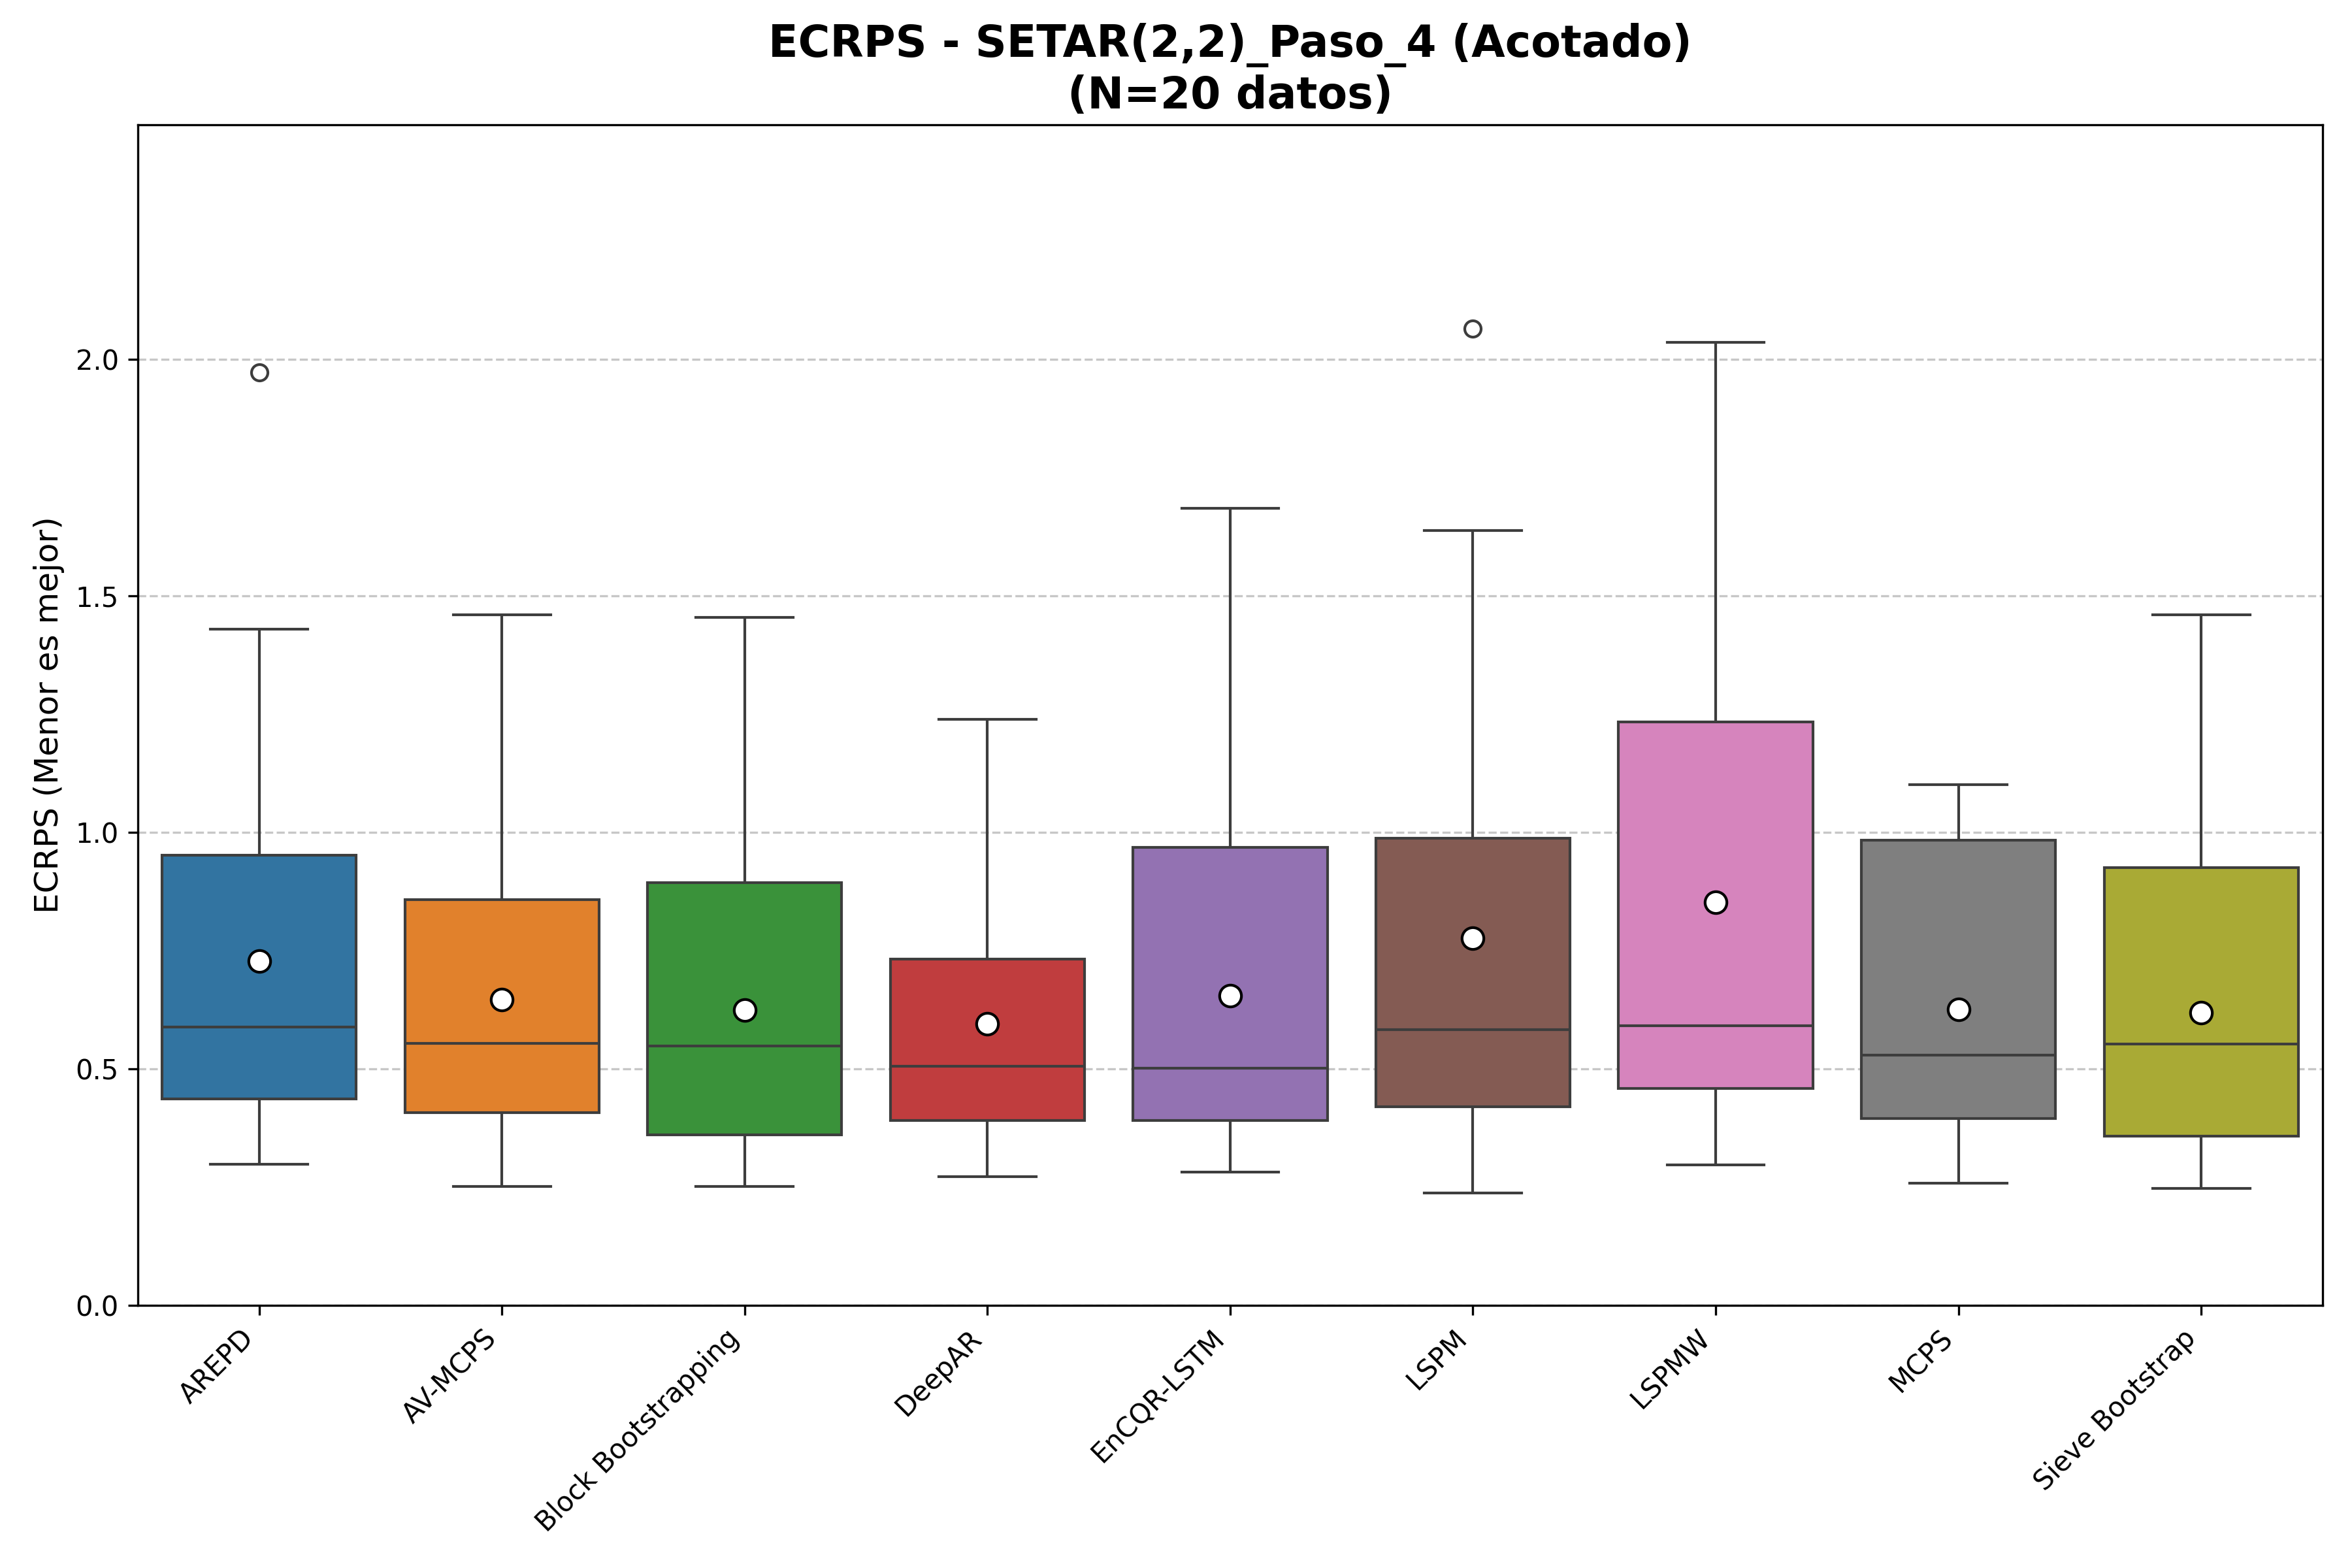 ECRPS - SETAR(2,2)_Paso_4 (Acotado)
(N=20 datos)
ECRPS (Menor es mejor)
2.0
1.5
1.0
0.5
0.0
AREPD
AV-MCPS
Block Bootstrapping
DeepAR
EnCQR-LSTM
LSPM
LSPMW
MCPS
Sieve Bootstrap